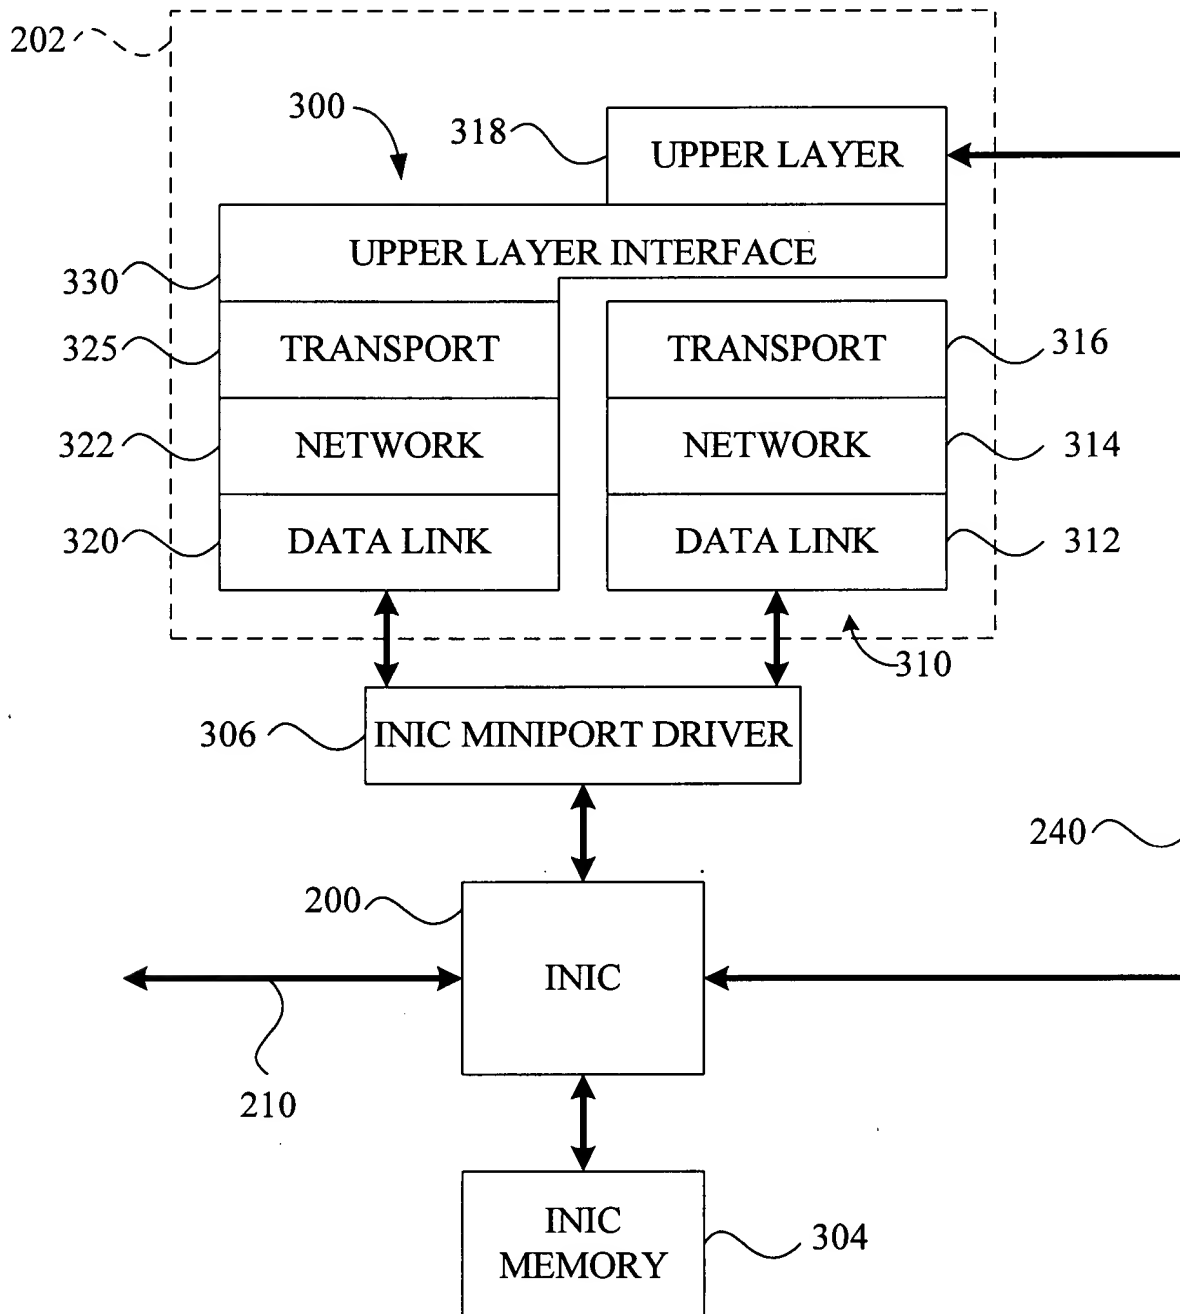 202
300
318
UPPER LAYER
UPPER LAYER INTERFACE
330
325
TRANSPORT
TRANSPORT
316
322
NETWORK
NETWORK
314
320
DATA LINK
DATA LINK
312
310
306
INIC MINIPORT DRIVER
240
200
INIC
210
INIC
MEMORY
304